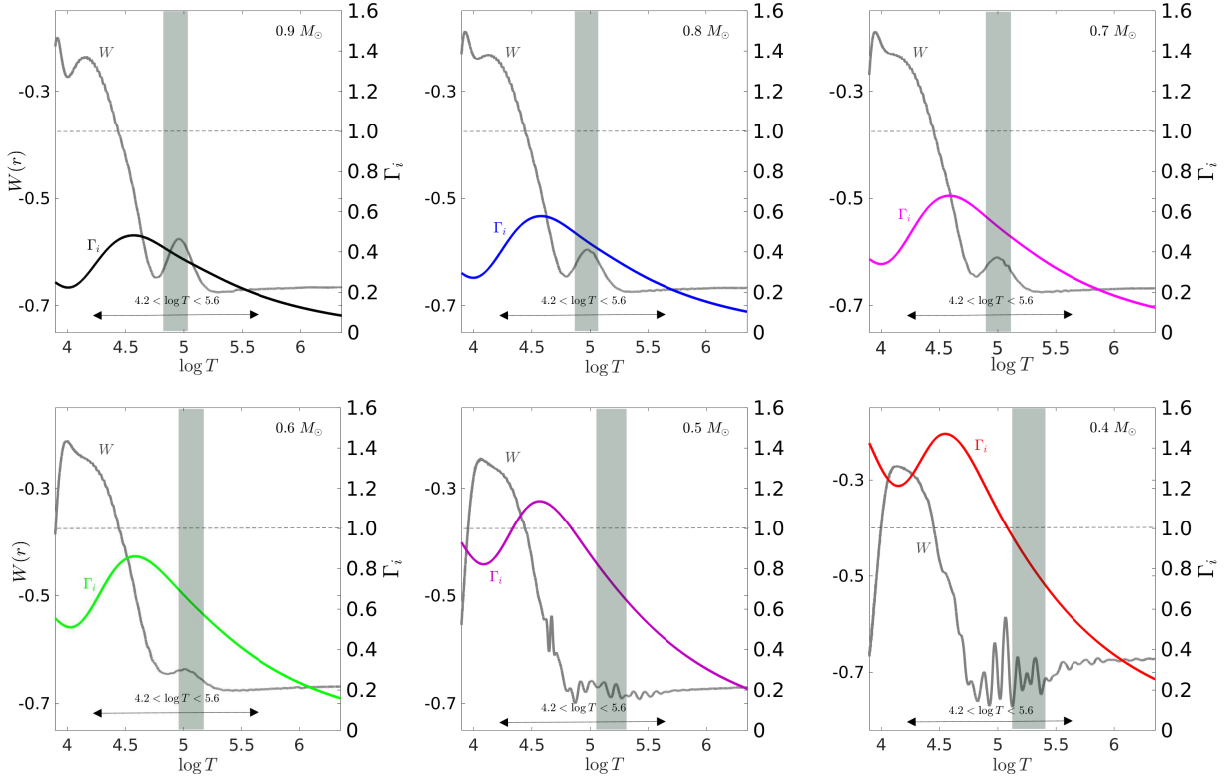 0.9 M⊙
W
Γi
4.2 < log T < 5.6
-0.3
-0.5
-0.7
W(r)
1.6
1.4
1.2
1.0
0.8
0.6
0.4
0.2
0
Γi
4 4.5 5 5.5 6
log T
0.8 M⊙
W
Γi
4.2 < log T < 5.6
-0.3
-0.5
-0.7
1.6
1.4
1.2
1.0
0.8
0.6
0.4
0.2
0
4 4.5 5 5.5 6
log T
0.7 M⊙
W
Γi
4.2 < log T < 5.6
-0.3
-0.5
-0.7
1.6
1.4
1.2
1.0
0.8
0.6
0.4
0.2
0
Γi
4 4.5 5 5.5 6
log T
0.6 M⊙
W
Γi
4.2 < log T < 5.6
-0.3
-0.5
-0.7
W(r)
1.6
1.4
1.2
1.0
0.8
0.6
0.4
0.2
0
Γi
4 4.5 5 5.5 6
log T
0.5 M⊙
W
Γi
4.2 < log T < 5.6
-0.3
-0.5
-0.7
1.6
1.4
1.2
1.0
0.8
0.6
0.4
0.2
0
4 4.5 5 5.5 6
log T
0.4 M⊙
Γi
W
4.2 < log T < 5.6
-0.3
-0.5
-0.7
1.6
1.4
1.2
1.0
0.8
0.6
0.4
0.2
0
Γi
4 4.5 5 5.5 6
log T